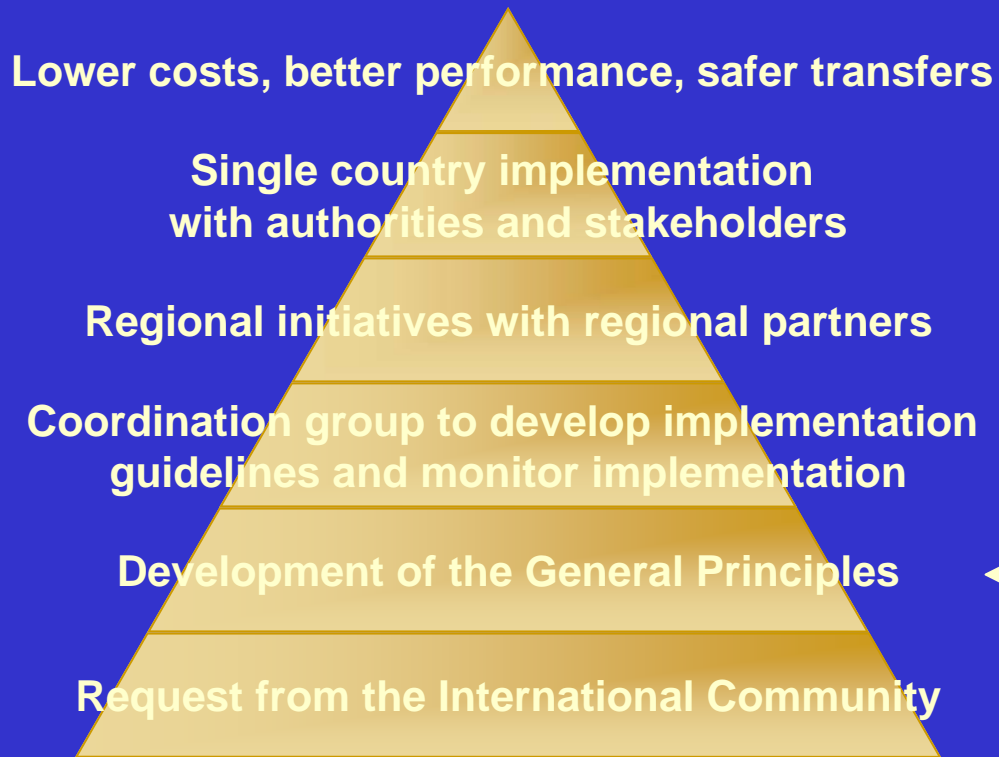 Lower costs, better performance, safer transfers
Single country implementation
with authorities and stakeholders
Regional initiatives with regional partners
Coordination group to develop implementation
guidelines and monitor implementation
Development of the General Principles
Request from the International Community